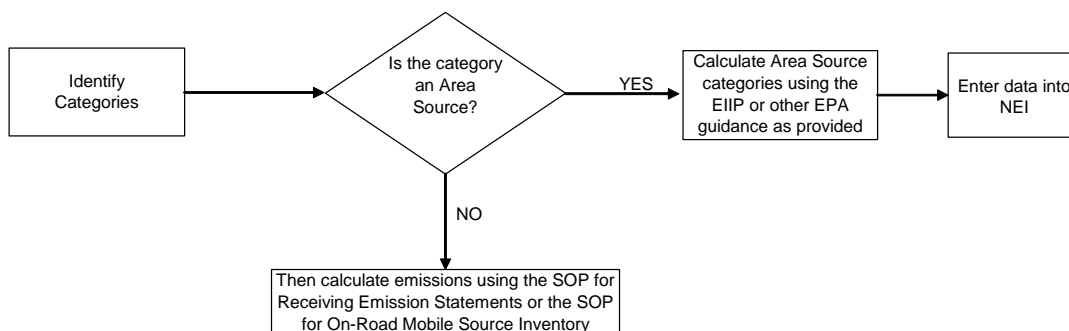 Identify
Categories
Is the category
an Area
Source?
YES
Calculate Area Source
categories using the
EIIP or other EPA
guidance as provided
Enter data into
NEI
NO
Then calculate emissions using the SOP for
Receiving Emission Statements or the SOP
for On-Road Mobile Source Inventory